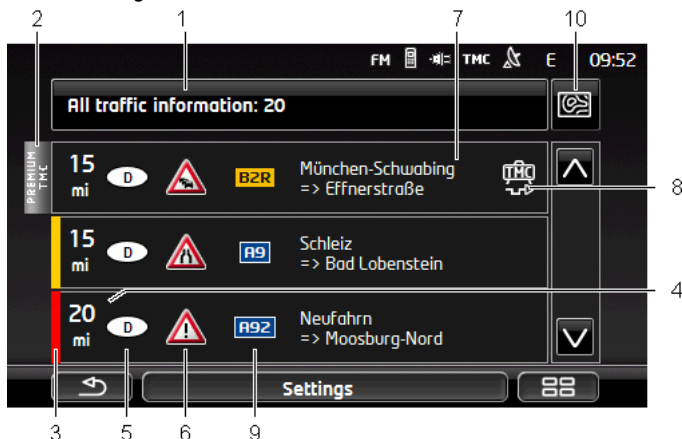 2 1 7 10
FM TMC E 09:52
All traffic information: 20
PREMIUM
TMC
15
mi
D
B2R
München-Schwabing
=> Effnerstraße
TMC
8
15
mi
D
A9
Schleiz
=> Bad Lobenstein
4
20
mi
D
A92
Neufahrn
=> Moosburg-Nord
Settings
3 5 6 9